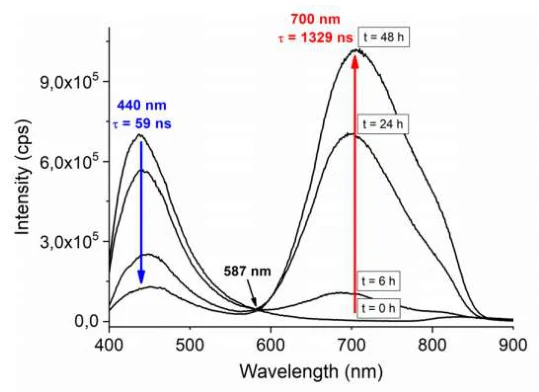 700 nm
τ = 1329 ns
t = 48 h
440 nm
τ = 59 ns
t = 24 h
587 nm
t = 6 h
t = 0 h
Intensity (cps)
9,0x10⁵
6,0x10⁵
3,0x10⁵
0,0
400 500 600 700 800 900
Wavelength (nm)